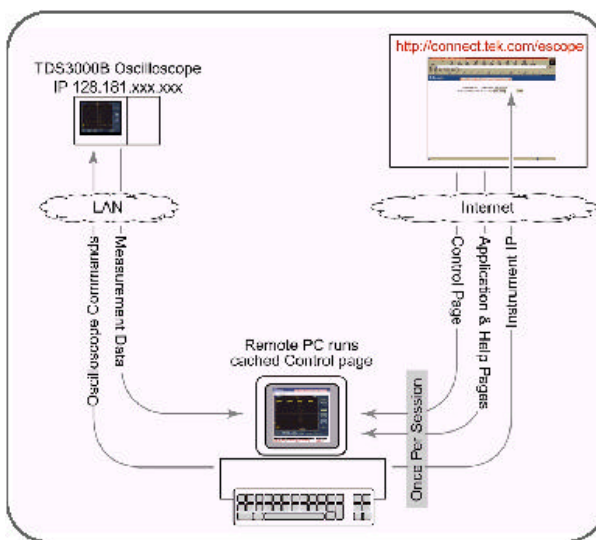 http://connect.tek.com/escope
TDS3000B Oscilloscope
IP 128.181.xxx.xxx
LAN
Internet
Oscilloscope Commands
Measurement Data
Control Page
Application & Help Pages
Instrument IP
Remote PC runs
cached Control page
Once Per Session